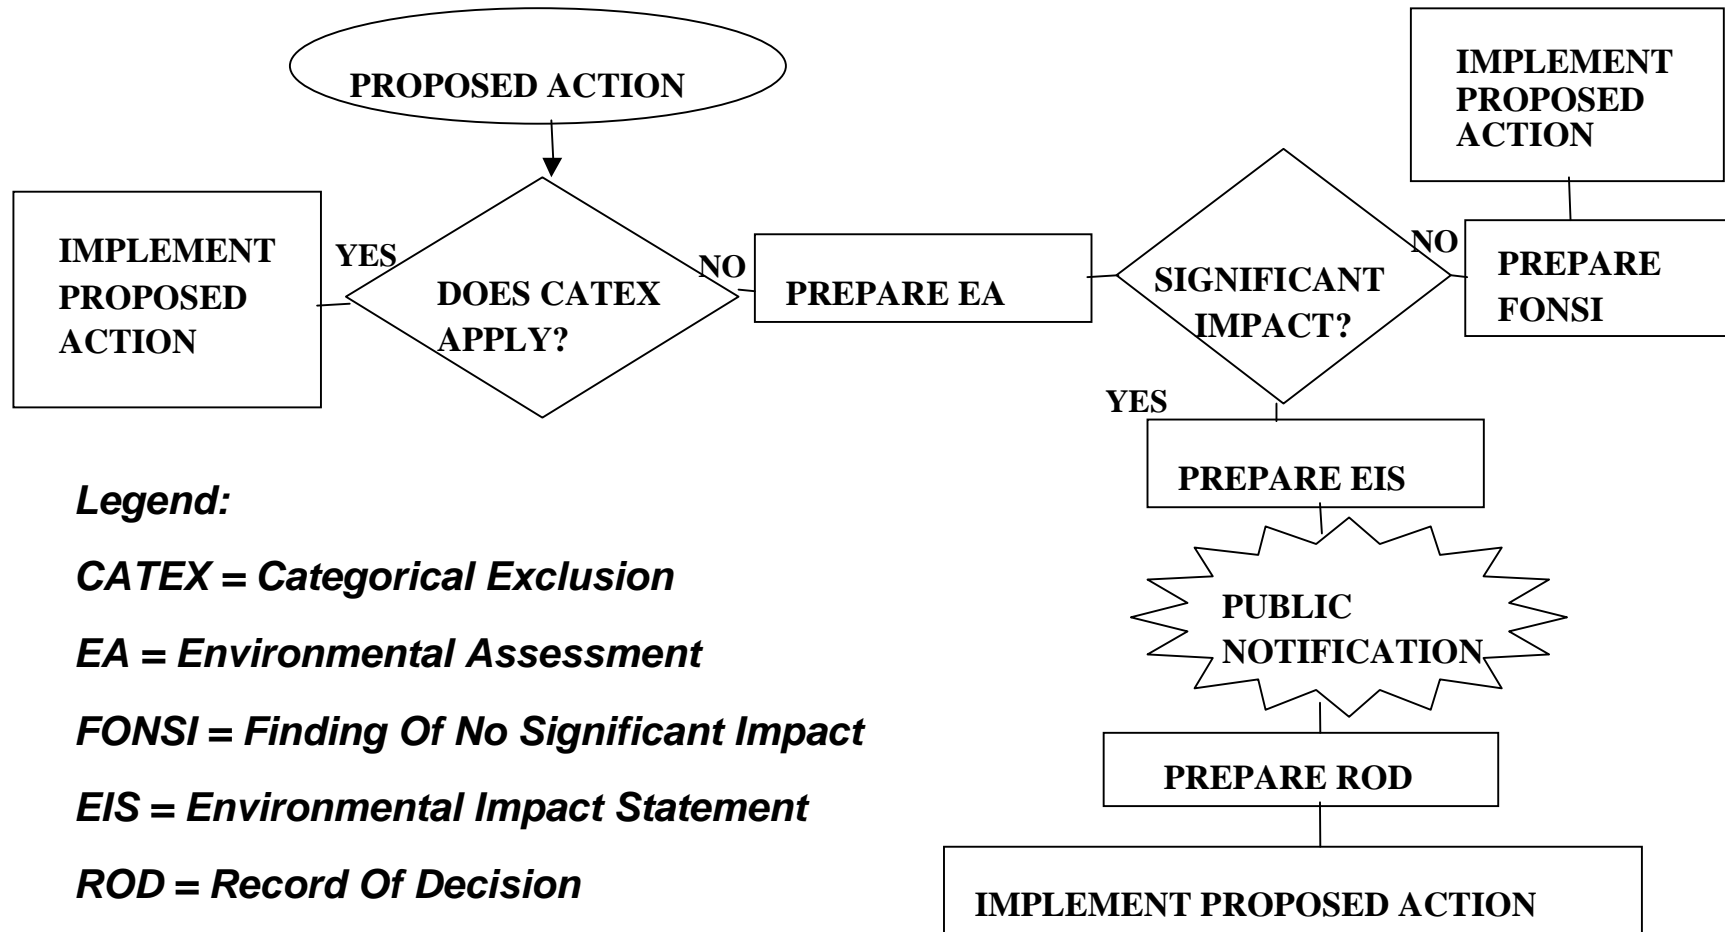 PROPOSED ACTION
IMPLEMENT
PROPOSED
ACTION
YES
DOES CATEX
APPLY?
NO
PREPARE EA
SIGNIFICANT
IMPACT?
NO
PREPARE
FONSI
IMPLEMENT
PROPOSED
ACTION
YES
PREPARE EIS
PUBLIC
NOTIFICATION
PREPARE ROD
IMPLEMENT PROPOSED ACTION
Legend:
CATEX = Categorical Exclusion
EA = Environmental Assessment
FONSI = Finding Of No Significant Impact
EIS = Environmental Impact Statement
ROD = Record Of Decision